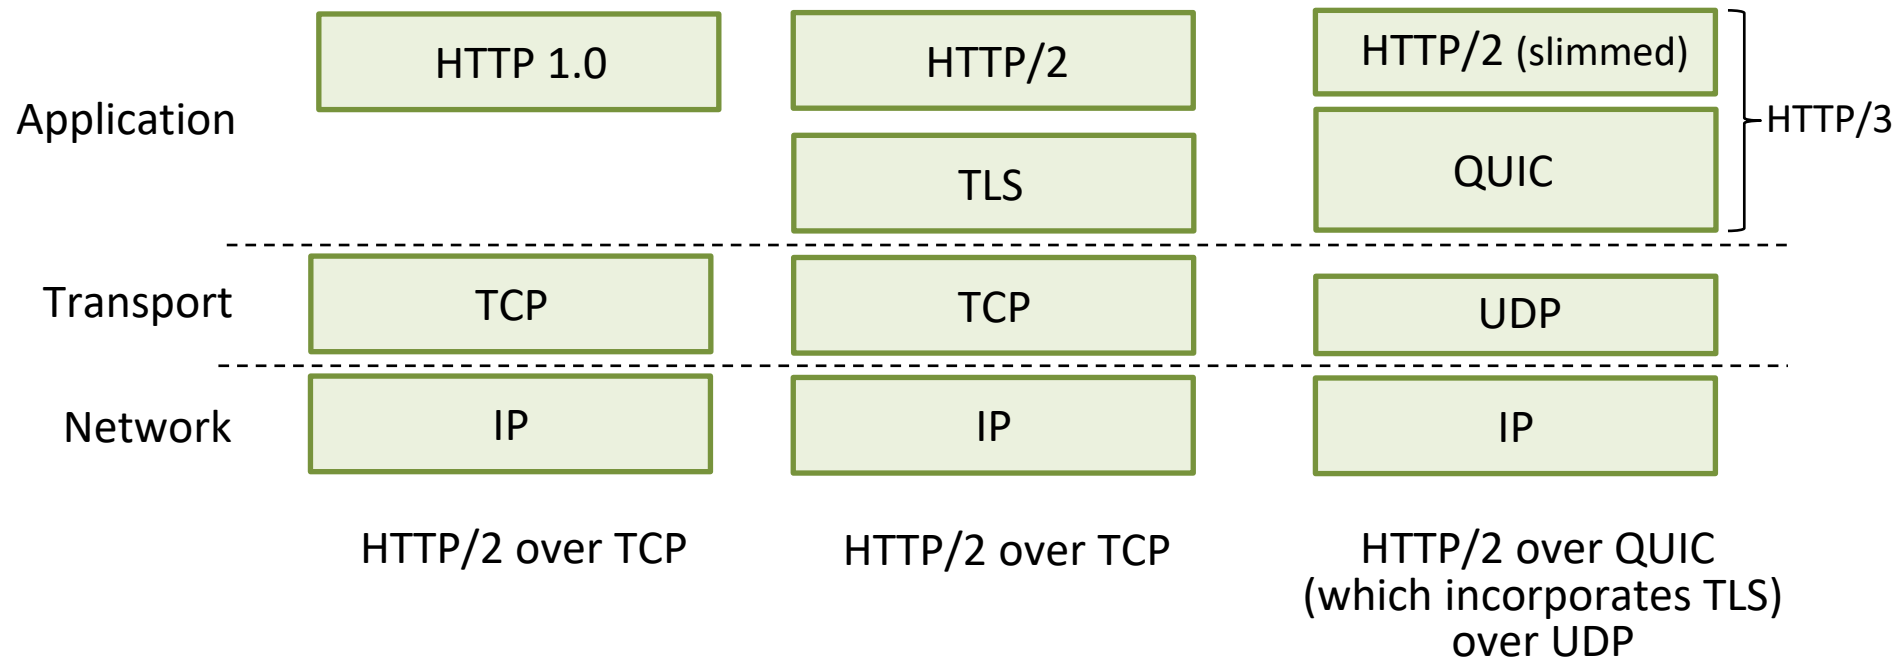 HTTP 1.0
HTTP/2
HTTP/2 (slimmed)
Application
HTTP/3
TLS
QUIC
Transport
TCP
TCP
UDP
Network
IP
IP
IP
HTTP/2 over TCP
HTTP/2 over TCP
HTTP/2 over QUIC
(which incorporates TLS)
over UDP